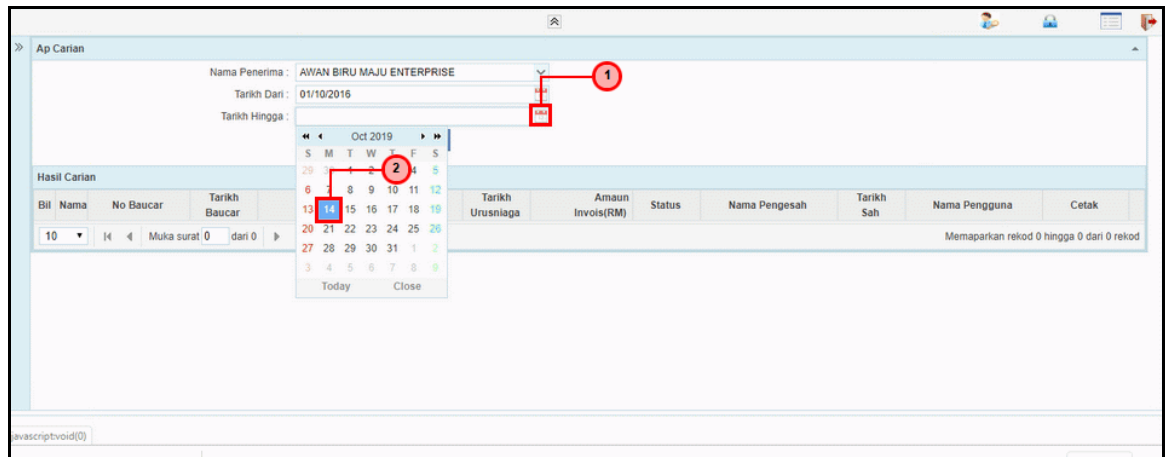 Ap Carian
Nama Penerima : AWAN BIRU MAJU ENTERPRISE
1
Tarikh Dari : 01/10/2016
Tarikh Hingga :
Oct 2019
S M T W T F S
29 30 1 2 4 5
2
6 7 8 9 10 11 12
13 14 15 16 17 18 19
20 21 22 23 24 25 26
27 28 29 30 31 1 2
3 4 5 6 7 8 9
Today Close
Hasil Carian
Bil Nama No Baucar Tarikh Baucar Tarikh Urusniaga Amaun Invois(RM) Status Nama Pengesah Tarikh Sah Nama Pengguna Cetak
10 Muka surat 0 dari 0 Memaparkan rekod 0 hingga 0 dari 0 rekod
javascript:void(0)